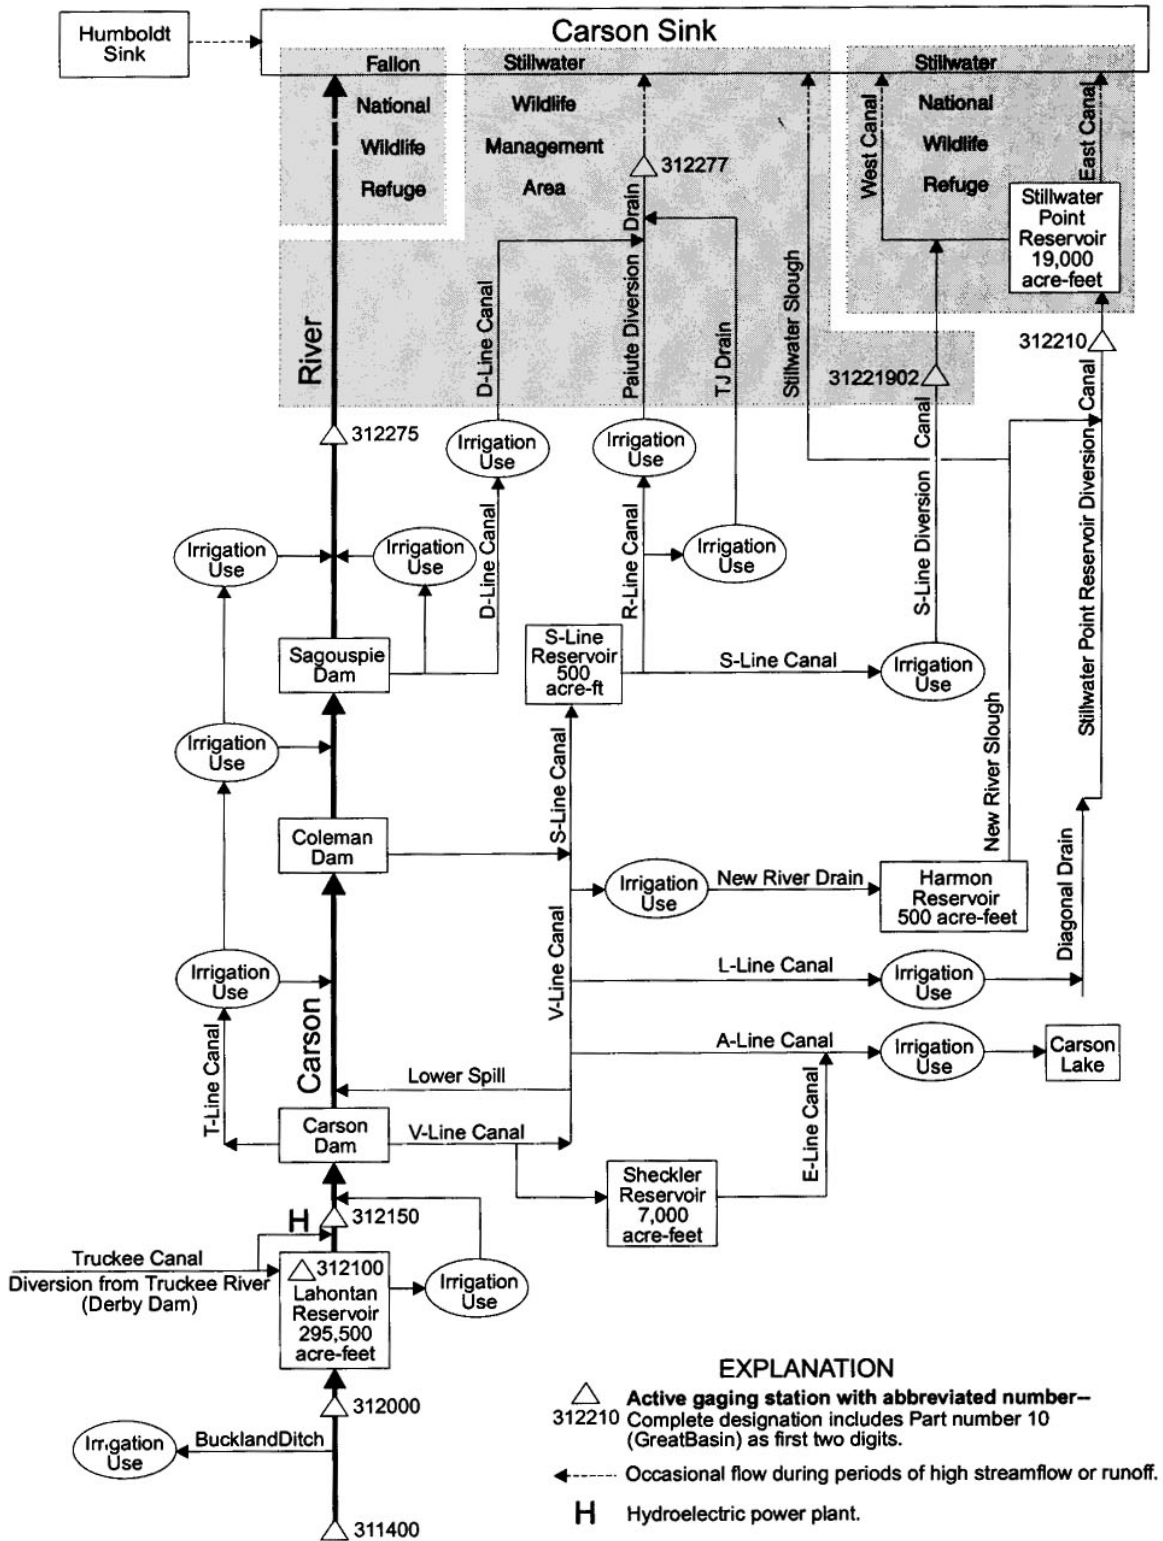 Humboldt
Sink
Carson Sink
Fallon
National
Wildlife
Refuge
Stillwater
Wildlife
Management
Area
Stillwater
National
Wildlife
Refuge
West Canal
East Canal
312277
Stillwater
Point
Reservoir
19,000
acre-feet
River
D-Line Canal
Paiute Diversion Drain
TJ Drain
Stillwater Slough
312210
31221902
312275
Irrigation
Use
Irrigation
Use
S-Line Diversion Canal
Stillwater Point Reservoir Diversion Canal
Irrigation
Use
Irrigation
Use
D-Line Canal
R-Line Canal
Irrigation
Use
Sagouspie
Dam
S-Line
Reservoir
500
acre-ft
S-Line Canal
Irrigation
Use
Irrigation
Use
S-Line Canal
New River Slough
Coleman
Dam
Irrigation
Use
New River Drain
Harmon
Reservoir
500 acre-feet
Diagonal Drain
V-Line Canal
Irrigation
Use
L-Line Canal
Irrigation
Use
Carson
T-Line Canal
A-Line Canal
Irrigation
Use
Carson
Lake
Lower Spill
E-Line Canal
Carson
Dam
V-Line Canal
Sheckler
Reservoir
7,000
acre-feet
H
312150
Truckee Canal
Diversion from Truckee River
(Derby Dam)
312100
Lahontan
Reservoir
295,500
acre-feet
Irrigation
Use
312000
Irrigation
Use
BucklandDitch
311400
EXPLANATION
Active gaging station with abbreviated number--
312210 Complete designation includes Part number 10
(GreatBasin) as first two digits.
Occasional flow during periods of high streamflow or runoff.
H Hydroelectric power plant.